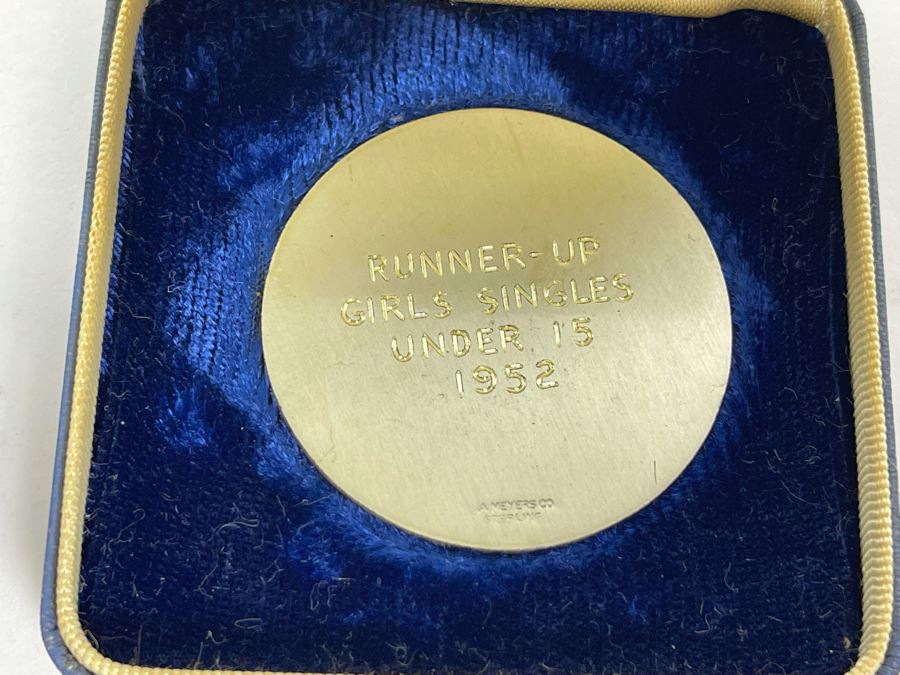 RUNNER-UP
GIRLS SINGLES
UNDER 15
1952
A. MEYERS CO
STERLING